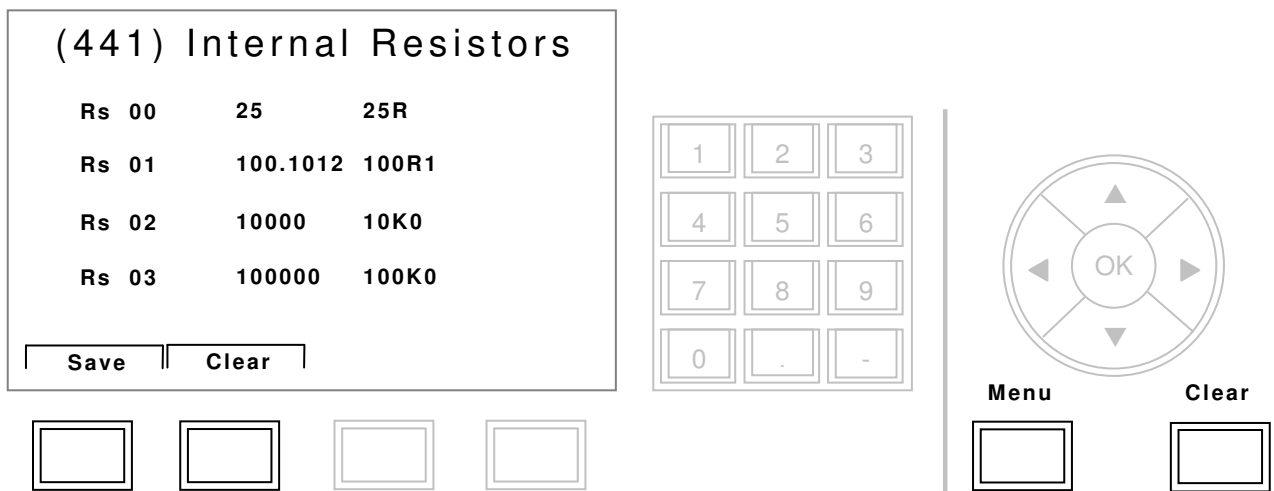 (441) Internal Resistors
Rs 00 25 25R
Rs 01 100.1012 100R1
Rs 02 10000 10K0
Rs 03 100000 100K0
Save Clear
1 2 3
4 5 6
7 8 9
0 . -
OK
Menu Clear